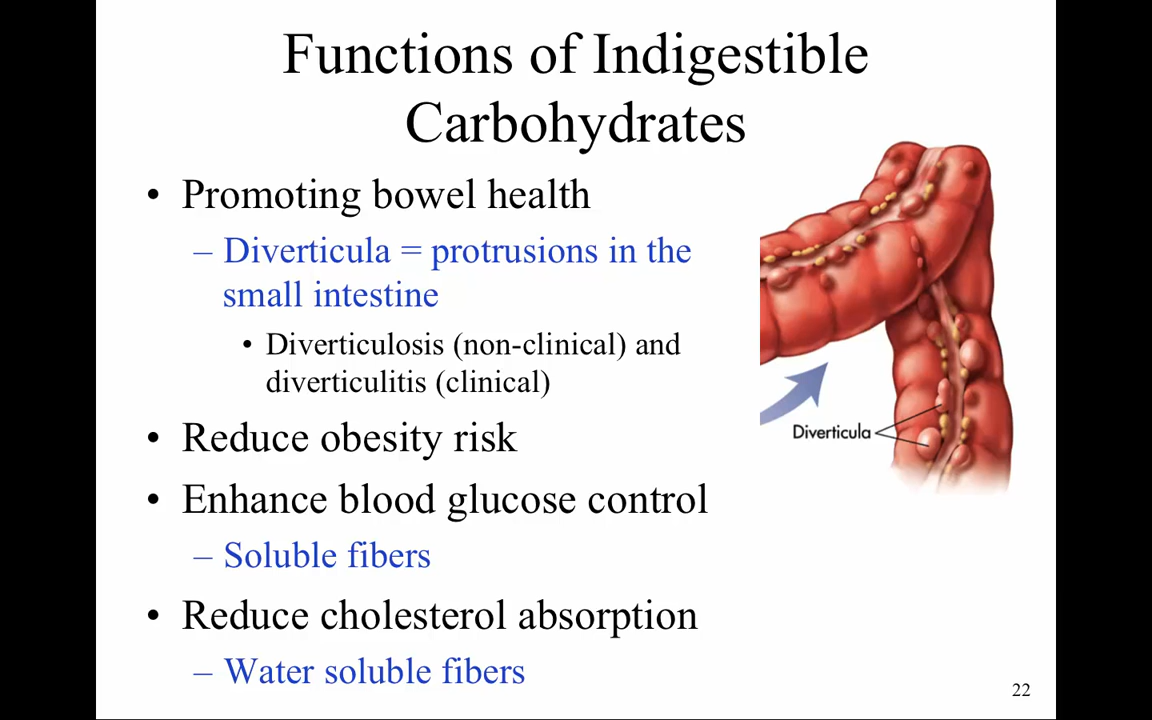 Functions of Indigestible
Carbohydrates
• Promoting bowel health
– Diverticula = protrusions in the
small intestine
• Diverticulosis (non-clinical) and
diverticulitis (clinical)
• Reduce obesity risk
• Enhance blood glucose control
– Soluble fibers
• Reduce cholesterol absorption
– Water soluble fibers
Diverticula
22